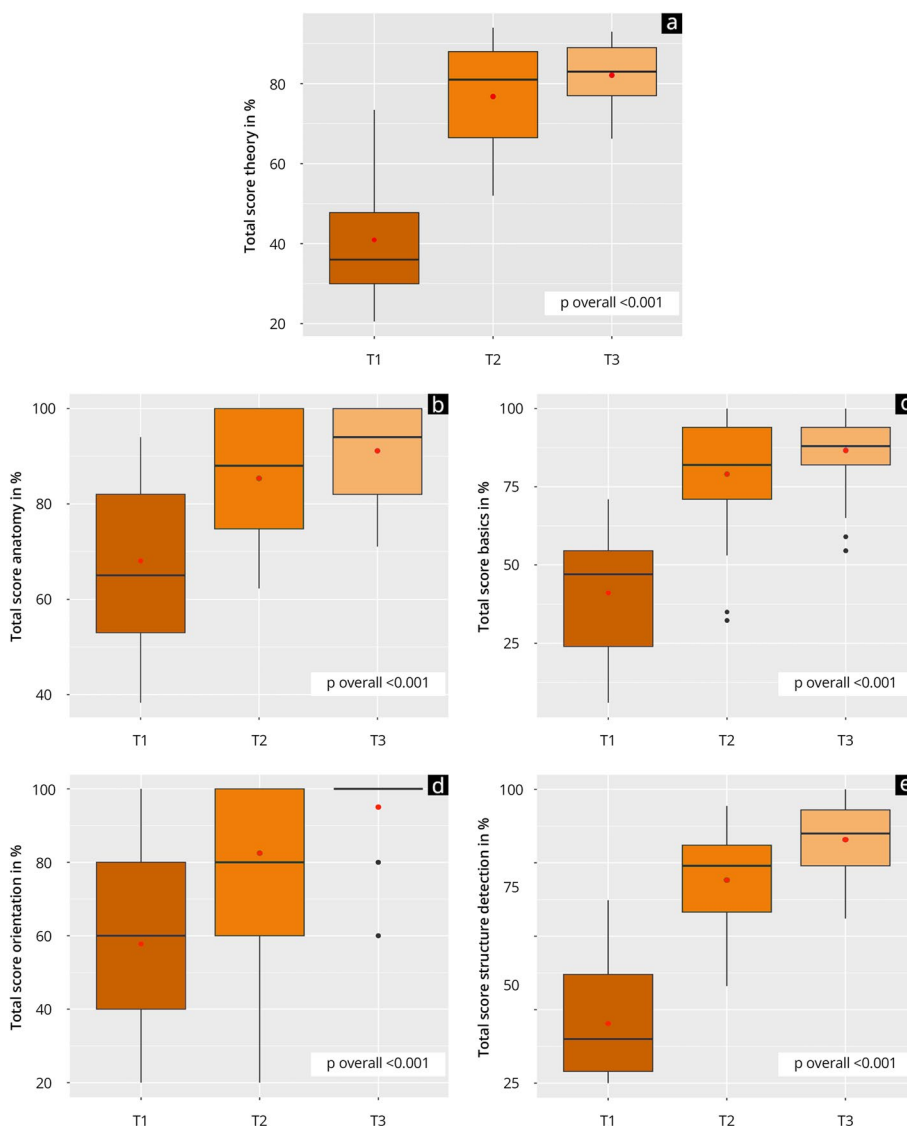 a
Total score theory in %
80
60
40
20
p overall <0.001
T1 T2 T3
b
Total score anatomy in %
100
80
60
40
p overall <0.001
T1 T2 T3
Total score basics in %
100
75
50
25
p overall <0.001
T1 T2 T3
d
Total score orientation in %
100
80
60
40
20
p overall <0.001
T1 T2 T3
e
Total score structure detection in %
100
75
50
25
p overall <0.001
T1 T2 T3